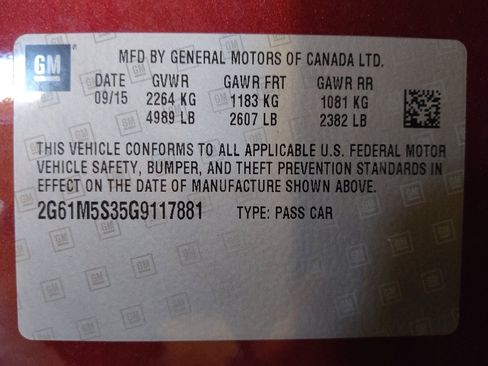 GM
MFD BY GENERAL MOTORS OF CANADA LTD.
DATE GVWR GAWR FRT GAWR RR
09/15 2264 KG 1183 KG 1081 KG
4989 LB 2607 LB 2382 LB
THIS VEHICLE CONFORMS TO ALL APPLICABLE U.S. FEDERAL MOTOR
VEHICLE SAFETY, BUMPER, AND THEFT PREVENTION STANDARDS IN
EFFECT ON THE DATE OF MANUFACTURE SHOWN ABOVE.
2G61M5S35G9117881 TYPE: PASS CAR